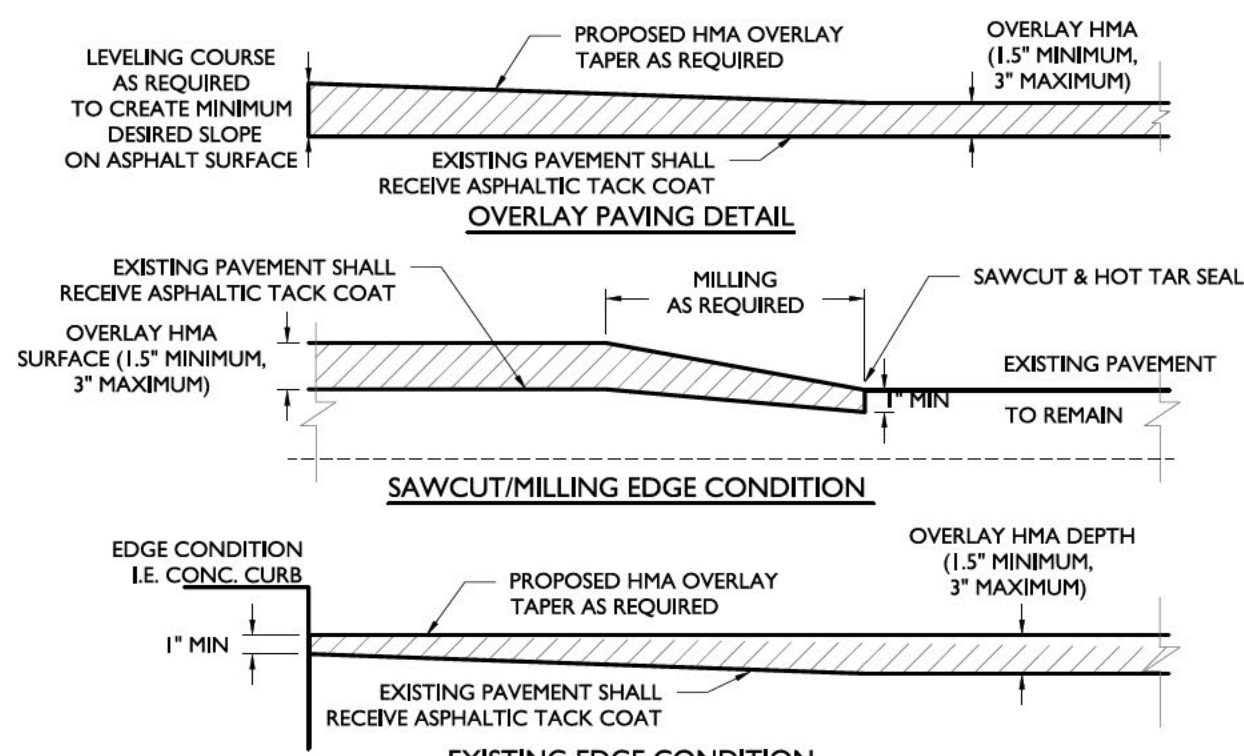 LEVELING COURSE
AS REQUIRED
TO CREATE MINIMUM
DESIRED SLOPE
ON ASPHALT SURFACE
PROPOSED HMA OVERLAY
TAPER AS REQUIRED
OVERLAY HMA
(1.5" MINIMUM,
3" MAXIMUM)
EXISTING PAVEMENT SHALL
RECEIVE ASPHALTIC TACK COAT
OVERLAY PAVING DETAIL
EXISTING PAVEMENT SHALL
RECEIVE ASPHALTIC TACK COAT
MILLING
AS REQUIRED
SAWCUT & HOT TAR SEAL
OVERLAY HMA
SURFACE (1.5" MINIMUM,
3" MAXIMUM)
EXISTING PAVEMENT
1" MIN
TO REMAIN
SAWCUT/MILLING EDGE CONDITION
EDGE CONDITION
I.E. CONC. CURB
PROPOSED HMA OVERLAY
TAPER AS REQUIRED
OVERLAY HMA DEPTH
(1.5" MINIMUM,
3" MAXIMUM)
1" MIN
EXISTING PAVEMENT SHALL
RECEIVE ASPHALTIC TACK COAT
EXISTING EDGE CONDITION